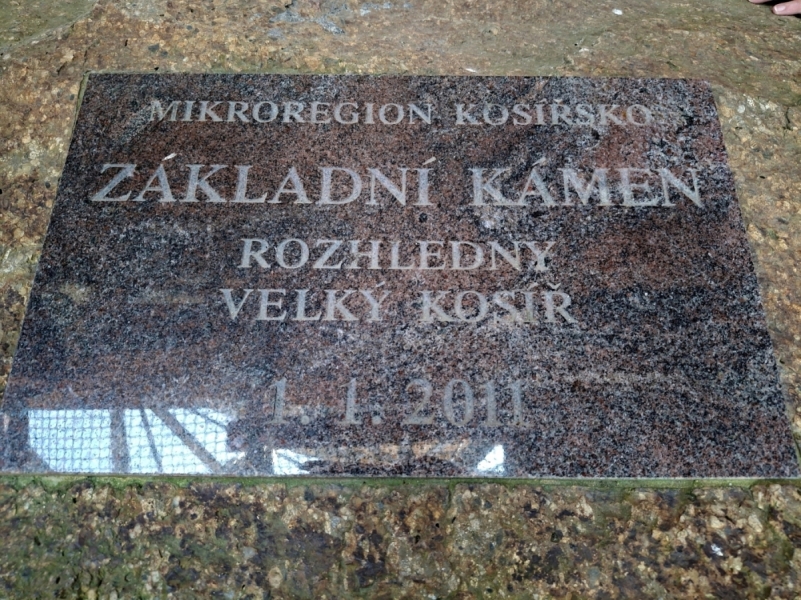 MIKROREGION KOSÍŘSKO
ZÁKLADNÍ KÁMEN
ROZHLEDNY
VELKÝ KOSÍŘ
1. 1. 2011